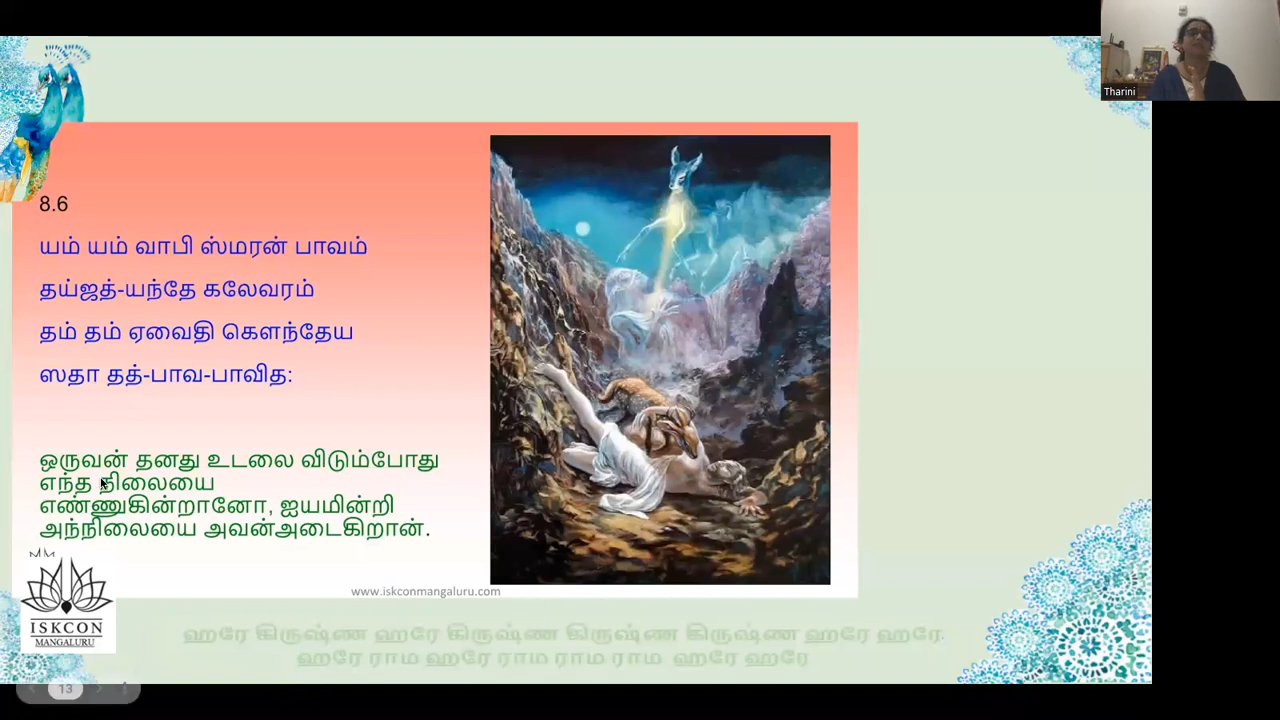 Tharini
8.6
யம் யம் வாபி ஸ்மரன் பாவம்
தய்ஜத்-யந்தே கலேவரம்
தம் தம் ஏவைதி கௌந்தேய
ஸதா தத்-பாவ-பாவித:
ஒருவன் தனது உடலை விடும்போது
எந்த நிலையை
எண்ணுகின்றானோ, ஐயமின்றி
அந்நிலையை அவன்அடைகிறான்.
www.iskconmangaluru.com
ISKCON
MANGALURU
ஹரே கிருஷ்ண ஹரே கிருஷ்ண கிருஷ்ண கிருஷ்ண ஹரே ஹரே
ஹரே ராம ஹரே ராம ராம ராம ஹரே ஹரே
13